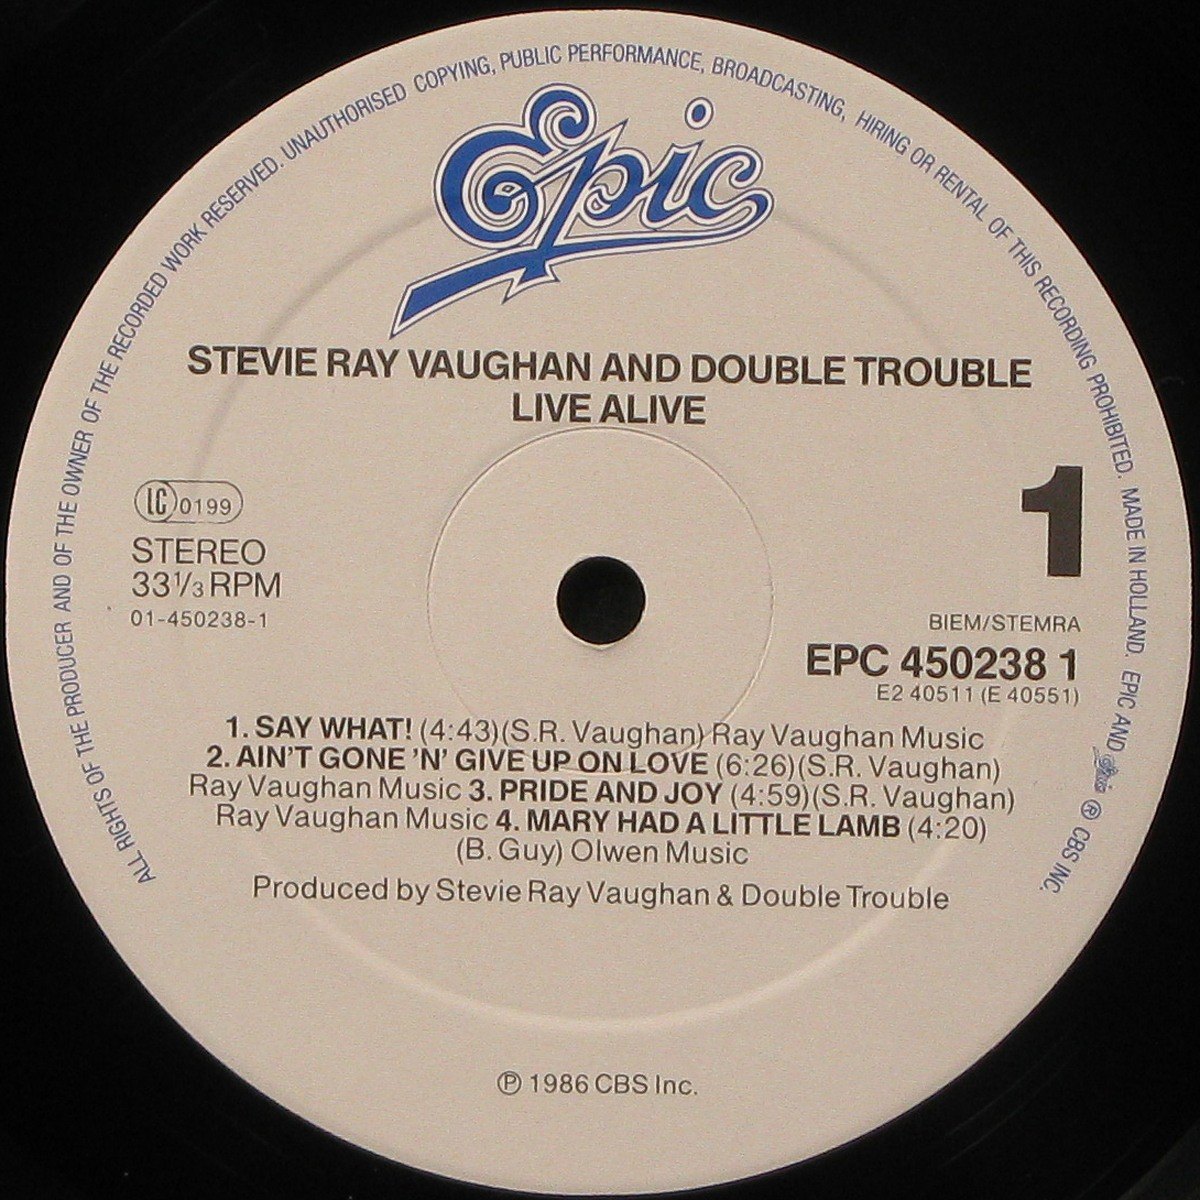 ALL RIGHTS OF THE PRODUCER AND OF THE OWNER OF THE RECORDED WORK RESERVED. UNAUTHORISED COPYING, PUBLIC PERFORMANCE, BROADCASTING, HIRING OR RENTAL OF THIS RECORDING PROHIBITED. MADE IN HOLLAND. EPIC AND Epic ® CBS INC.
Epic
STEVIE RAY VAUGHAN AND DOUBLE TROUBLE
LIVE ALIVE
1
LC 0199
STEREO
33 1/3 RPM
01-450238-1
BIEM/STEMRA
EPC 450238 1
E2 40511 (E 40551)
1. SAY WHAT! (4:43)(S.R. Vaughan) Ray Vaughan Music
2. AIN'T GONE 'N' GIVE UP ON LOVE (6:26)(S.R. Vaughan)
Ray Vaughan Music 3. PRIDE AND JOY (4:59)(S.R. Vaughan)
Ray Vaughan Music 4. MARY HAD A LITTLE LAMB (4:20)
(B. Guy) Olwen Music
Produced by Stevie Ray Vaughan & Double Trouble
℗ 1986 CBS Inc.